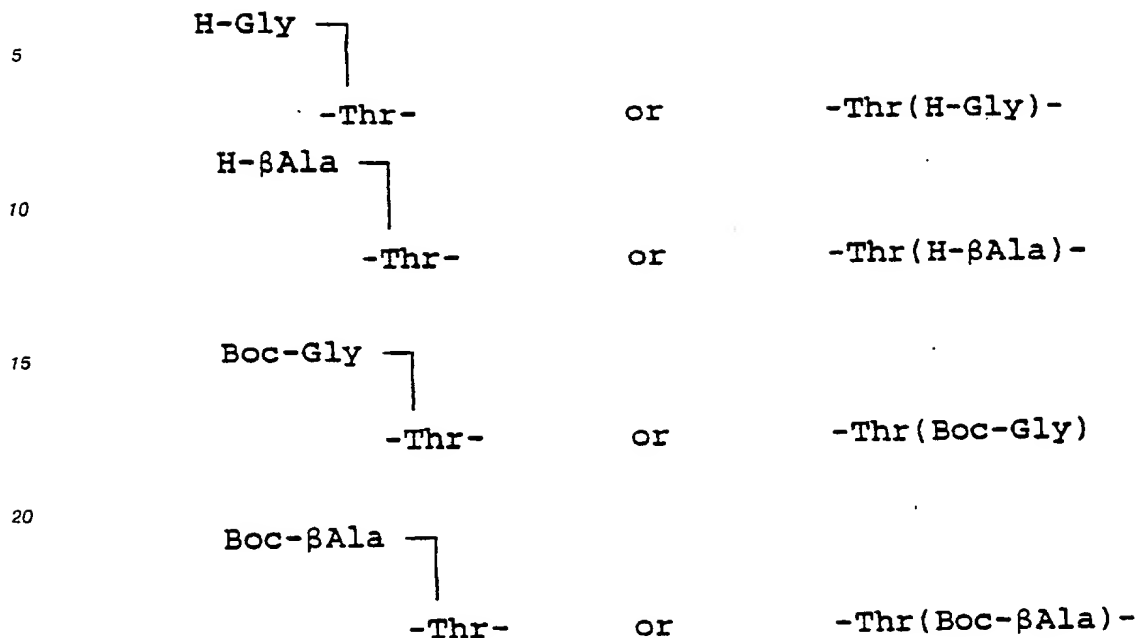 H-Gly
5
-Thr- or -Thr(H-Gly)-
H-βAla
10
-Thr- or -Thr(H-βAla)-
Boc-Gly
15
-Thr- or -Thr(Boc-Gly)
20
Boc-βAla
-Thr- or -Thr(Boc-βAla)-